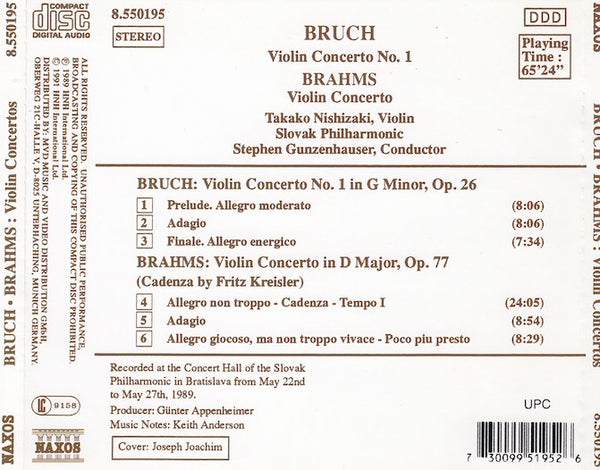 8.550195
BRUCH • BRAHMS : Violin Concertos
NAXOS
COMPACT
disc
DIGITAL AUDIO
ALL RIGHTS RESERVED. UNAUTHORISED PUBLIC PERFORMANCE,
BROADCASTING AND COPYING OF THIS COMPACT DISC PROHIBITED.
℗ 1989 HNH International Ltd.
© 1991 HNH International Ltd.
DISTRIBUTED BY: MVD MUSIC AND VIDEO DISTRIBUTION GMBH,
OBERWEG 21C-HALLE V, D-8025 UNTERHACHING, MUNICH GERMANY.
LC 9158
NAXOS
8.550195
STEREO
DDD
Playing
Time :
65'24"
BRUCH
Violin Concerto No. 1
BRAHMS
Violin Concerto
Takako Nishizaki, Violin
Slovak Philharmonic
Stephen Gunzenhauser, Conductor
BRUCH: Violin Concerto No. 1 in G Minor, Op. 26
1 Prelude. Allegro moderato (8:06)
2 Adagio (8:06)
3 Finale. Allegro energico (7:34)
BRAHMS: Violin Concerto in D Major, Op. 77
(Cadenza by Fritz Kreisler)
4 Allegro non troppo - Cadenza - Tempo I (24:05)
5 Adagio (8:54)
6 Allegro giocoso, ma non troppo vivace - Poco piu presto (8:29)
Recorded at the Concert Hall of the Slovak
Philharmonic in Bratislava from May 22nd
to May 27th, 1989.
Producer: Günter Appenheimer
Music Notes: Keith Anderson
Cover: Joseph Joachim
UPC
7 30099 51952 6
NAXOS
BRUCH • BRAHMS : Violin Concertos
8.550195